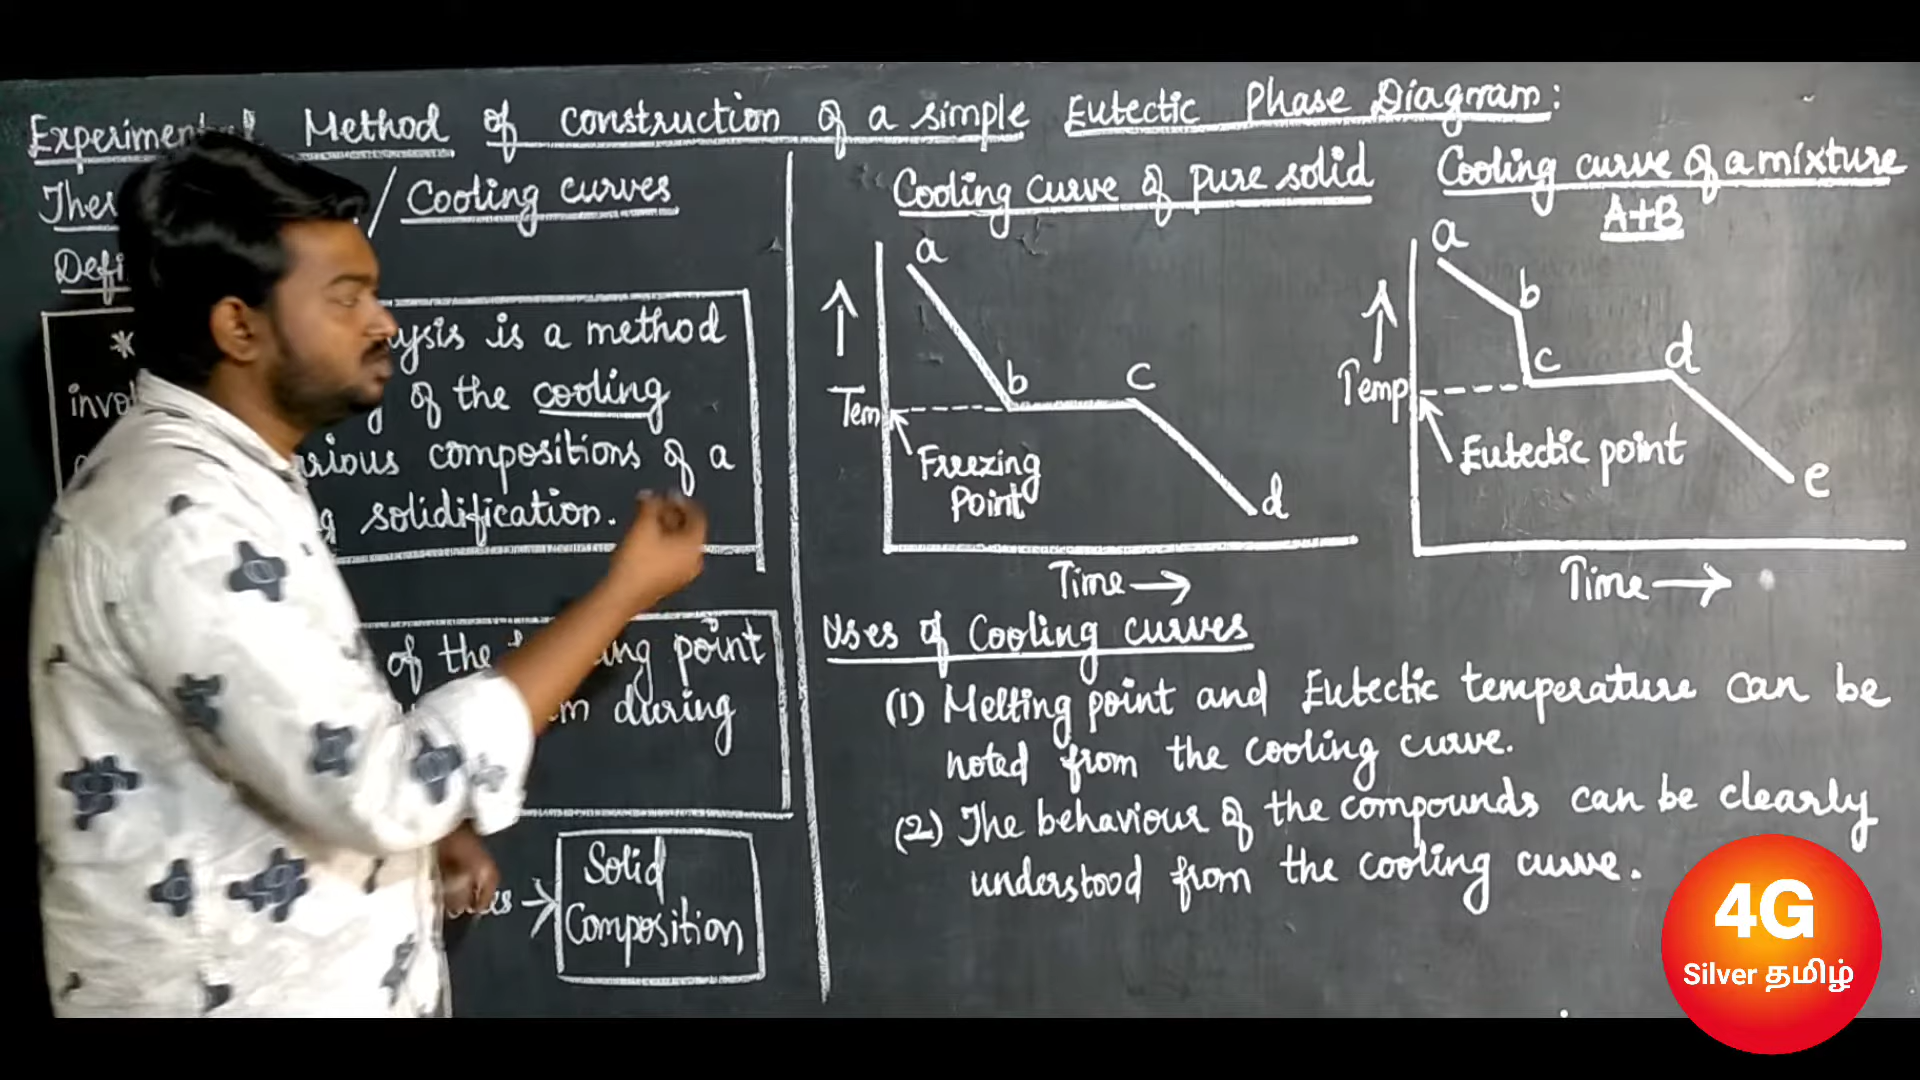 Experimental Method of construction of a simple Eutectic Phase Diagram:
/ Cooling curves
ysis is a method
of the cooling
compositions of a
solidification.
of the point
during
Solid
Composition
Cooling curve of pure solid
a
b
c
d
Tem
Freezing
Point
Time →
Cooling curve of a mixture
A+B
a
b
c
d
e
Temp
Eutectic point
Time →
Uses of Cooling curves
(1) Melting point and Eutectic temperature can be
noted from the cooling curve.
(2) The behaviour of the compounds can be clearly
understood from the cooling curve.
4G
Silver தமிழ்